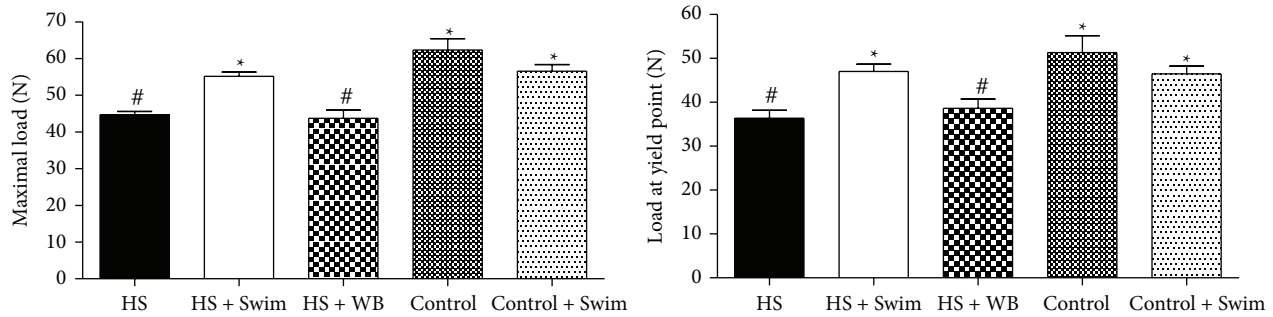 Maximal load (N)
70
60
50
40
30
20
10
0
#
*
#
*
*
HS
HS + Swim
HS + WB
Control
Control + Swim
Load at yield point (N)
60
50
40
30
20
10
0
#
*
#
*
*
HS
HS + Swim
HS + WB
Control
Control + Swim